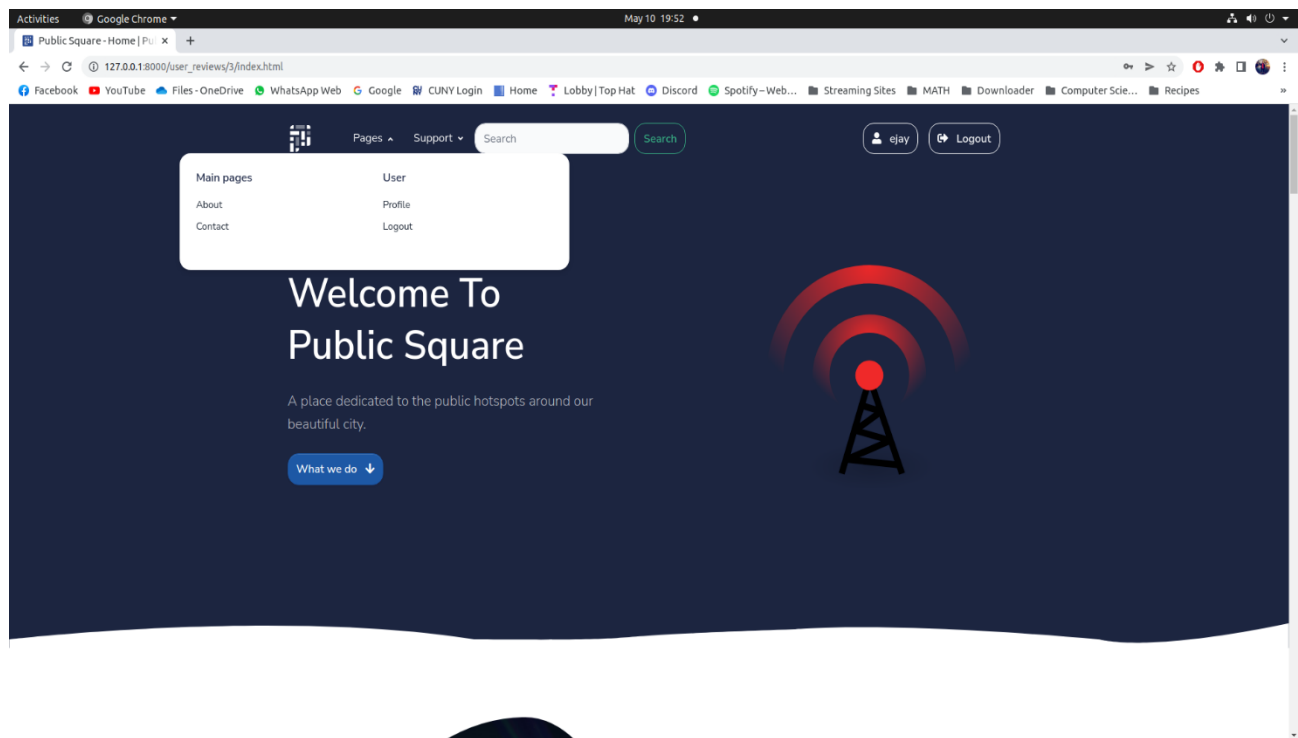 Activities Google Chrome May 10 19:52
Public Square - Home | Pu
127.0.0.1:8000/user_reviews/3/index.html
Facebook YouTube Files - OneDrive WhatsApp Web Google CUNY Login Home Lobby | Top Hat Discord Spotify – Web... Streaming Sites MATH Downloader Computer Scie... Recipes »
Pages Support Search Search ejay Logout
Main pages User
About Profile
Contact Logout
Welcome To
Public Square
A place dedicated to the public hotspots around our
beautiful city.
What we do